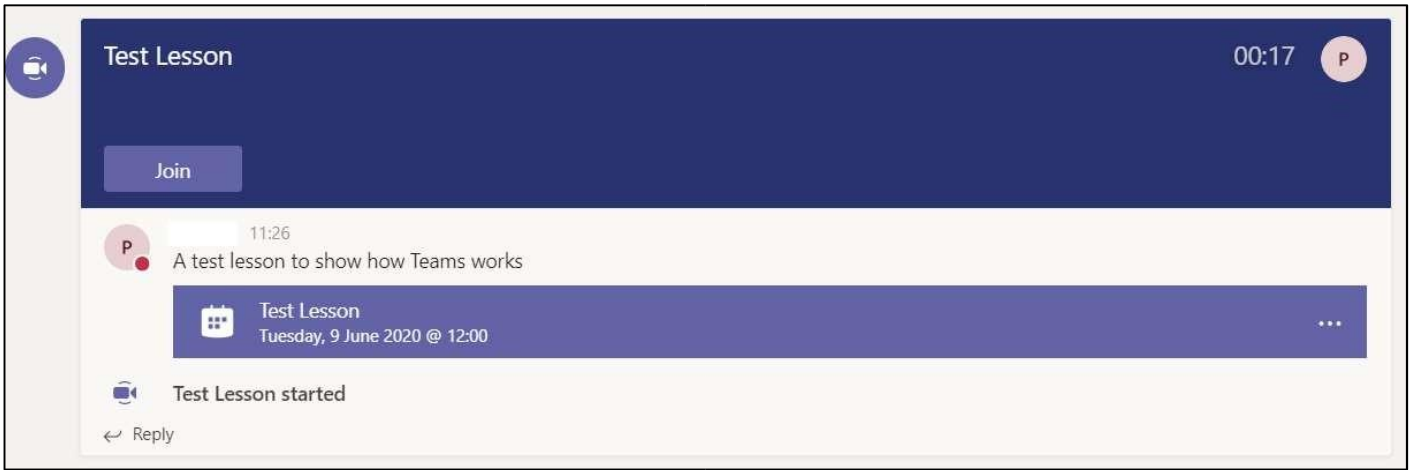 Test Lesson 00:17 P
Join
P 11:26
A test lesson to show how Teams works
Test Lesson
Tuesday, 9 June 2020 @ 12:00
Test Lesson started
Reply